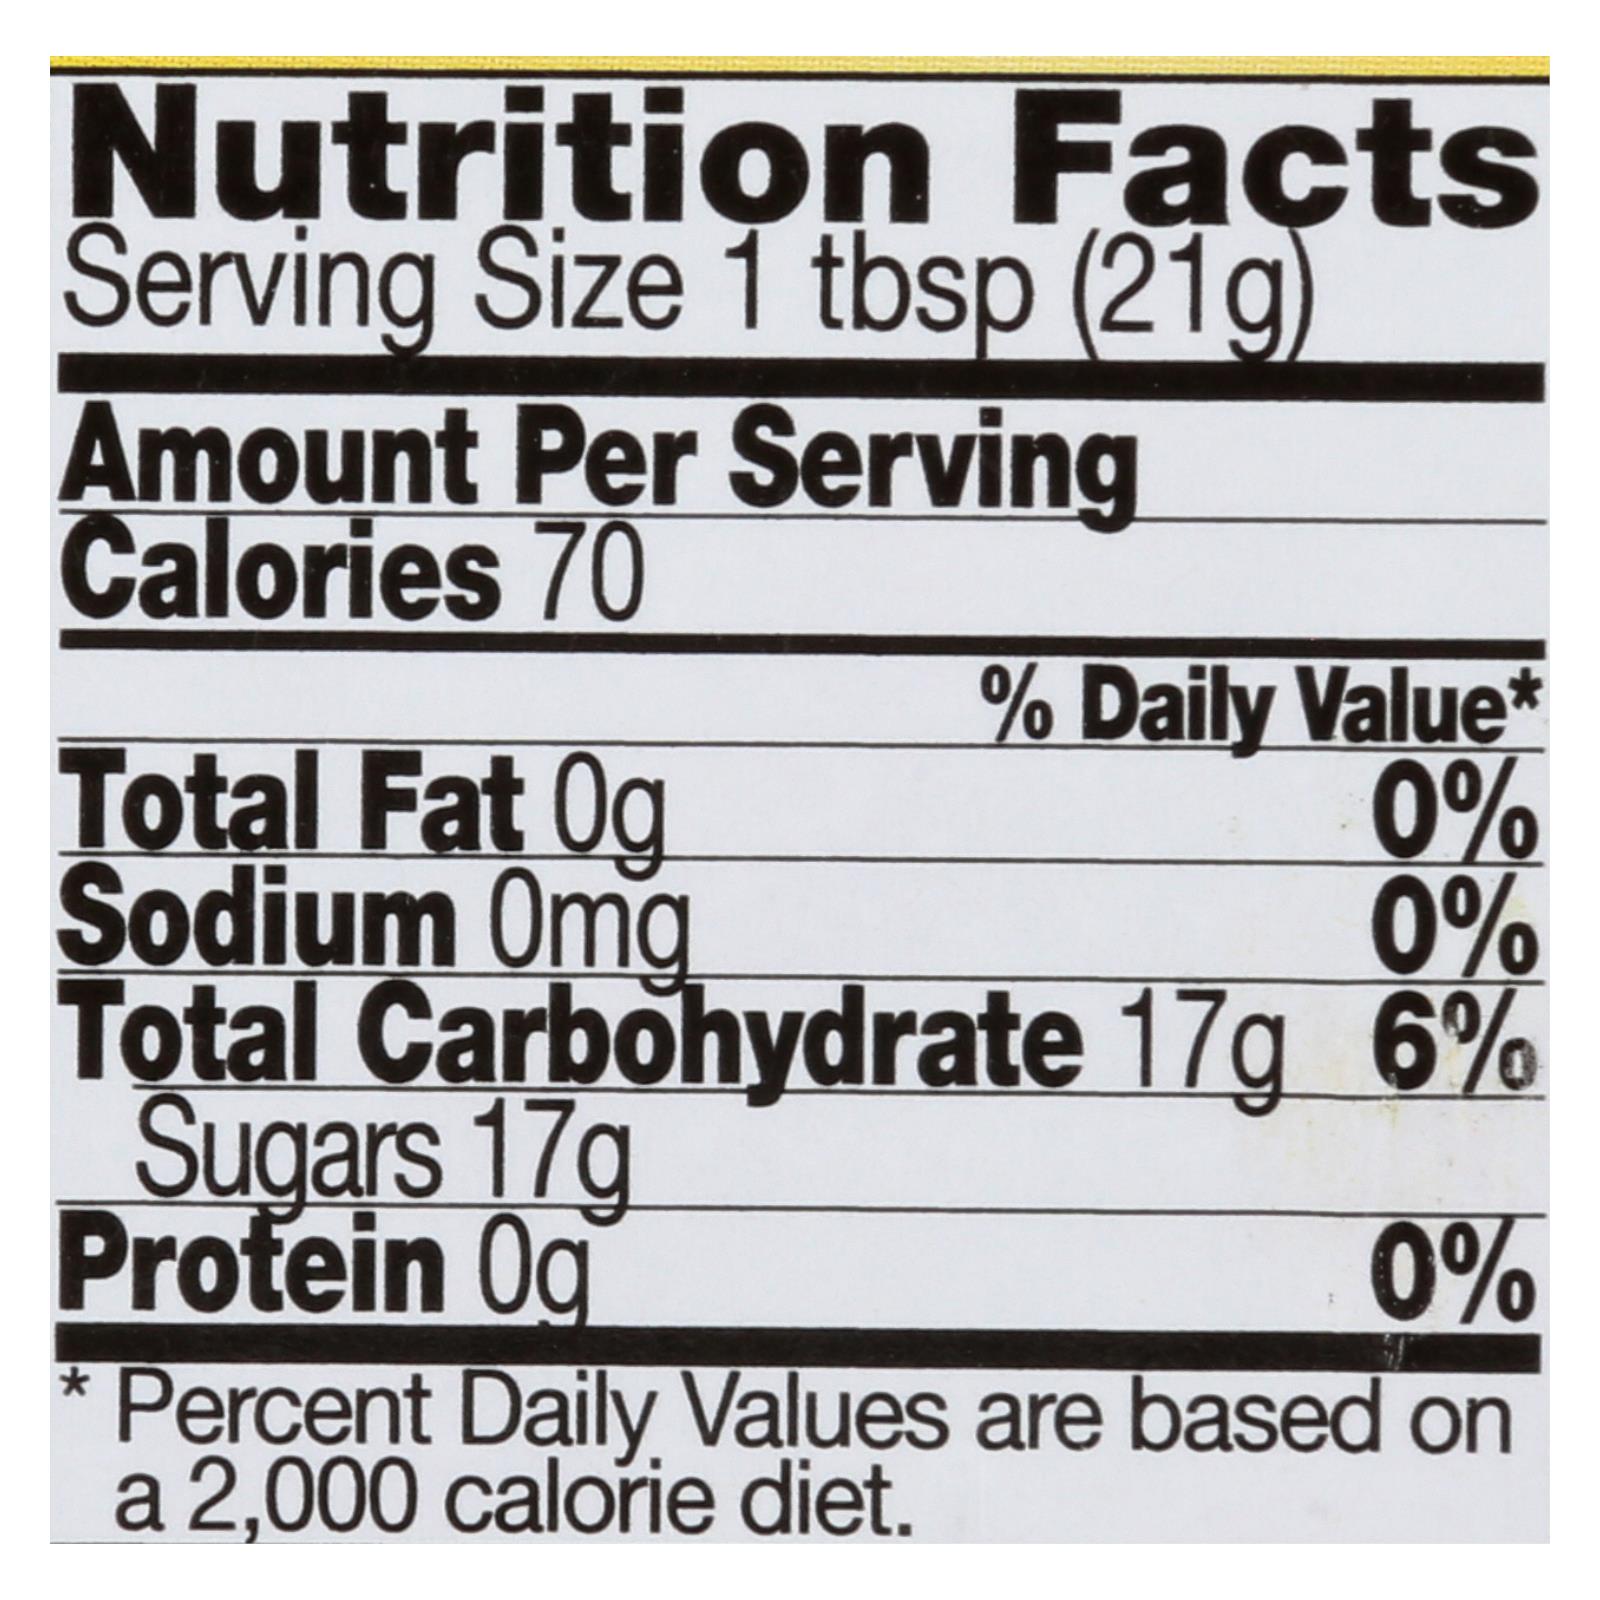 Nutrition Facts
Serving Size 1 tbsp (21g)
Amount Per Serving
Calories 70
% Daily Value*
Total Fat 0g 0%
Sodium 0mg 0%
Total Carbohydrate 17g 6%
Sugars 17g
Protein 0g 0%
* Percent Daily Values are based on
a 2,000 calorie diet.